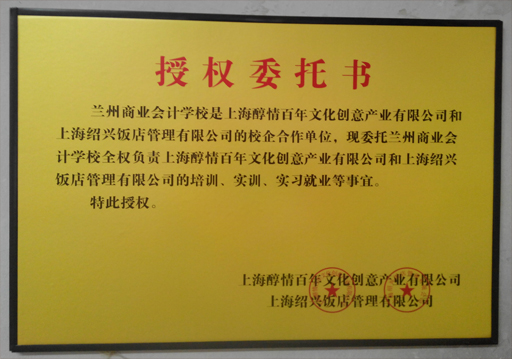 授权委托书
兰州商业会计学校是上海醇情百年文化创意产业有限公司和
上海绍兴饭店管理有限公司的校企合作单位，现委托兰州商业会
计学校全权负责上海醇情百年文化创意产业有限公司和上海绍兴
饭店管理有限公司的培训、实训、实习就业等事宜。
特此授权。
上海醇情百年文化创意产业有限公司
上海绍兴饭店管理有限公司